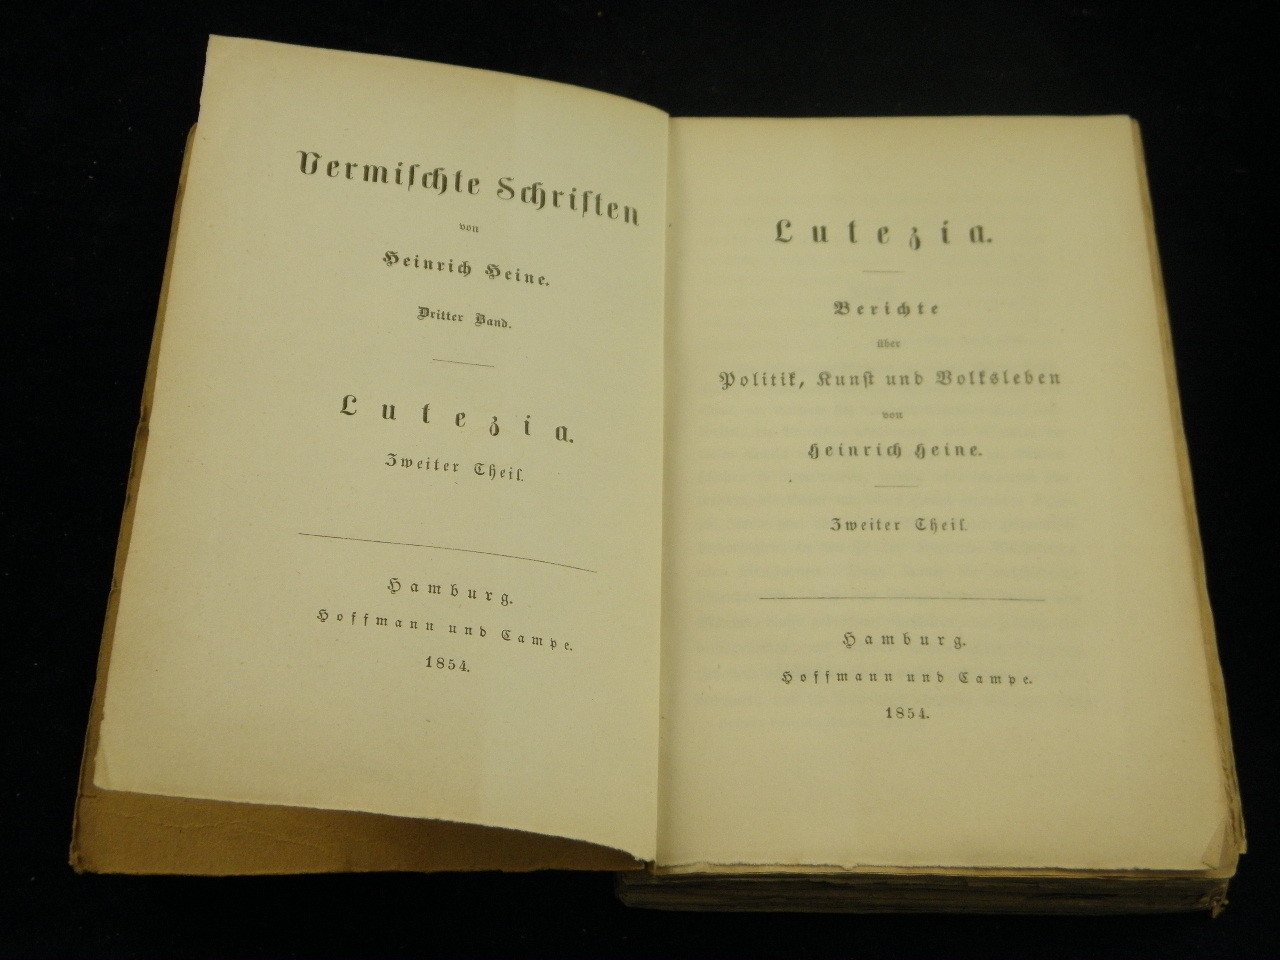 Vermiſchte Schriften
von
Heinrich Heine.
Dritter Band.
Lutezia.
Zweiter Theil.
Hamburg.
Hoffmann und Campe.
1854.
Lutezia.
Berichte
über
Politik, Kunſt und Volksleben
von
Heinrich Heine.
Zweiter Theil.
Hamburg.
Hoffmann und Campe.
1854.